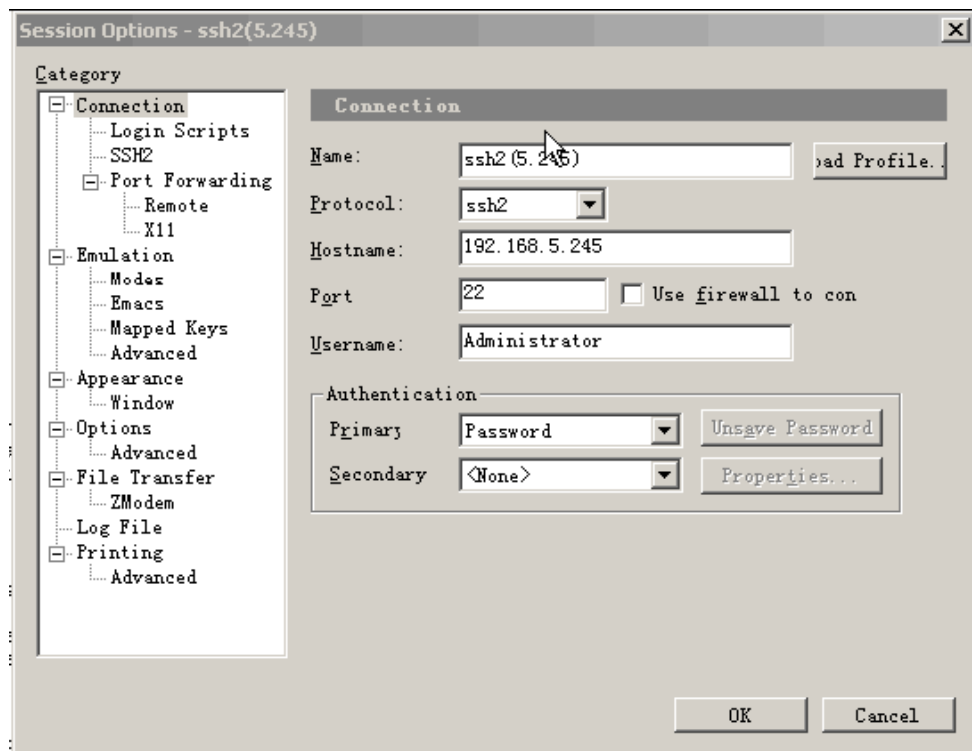 Session Options - ssh2(5.245)
Category
Connection
Login Scripts
SSH2
Port Forwarding
Remote
X11
Emulation
Modes
Emacs
Mapped Keys
Advanced
Appearance
Window
Options
Advanced
File Transfer
ZModem
Log File
Printing
Advanced
Connection
Name: ssh2(5.245)
Profile..
Protocol: ssh2
Hostname: 192.168.5.245
Port 22 Use firewall to con
Username: Administrator
Authentication
Primary Password Unsave Password
Secondary <None> Properties...
OK Cancel